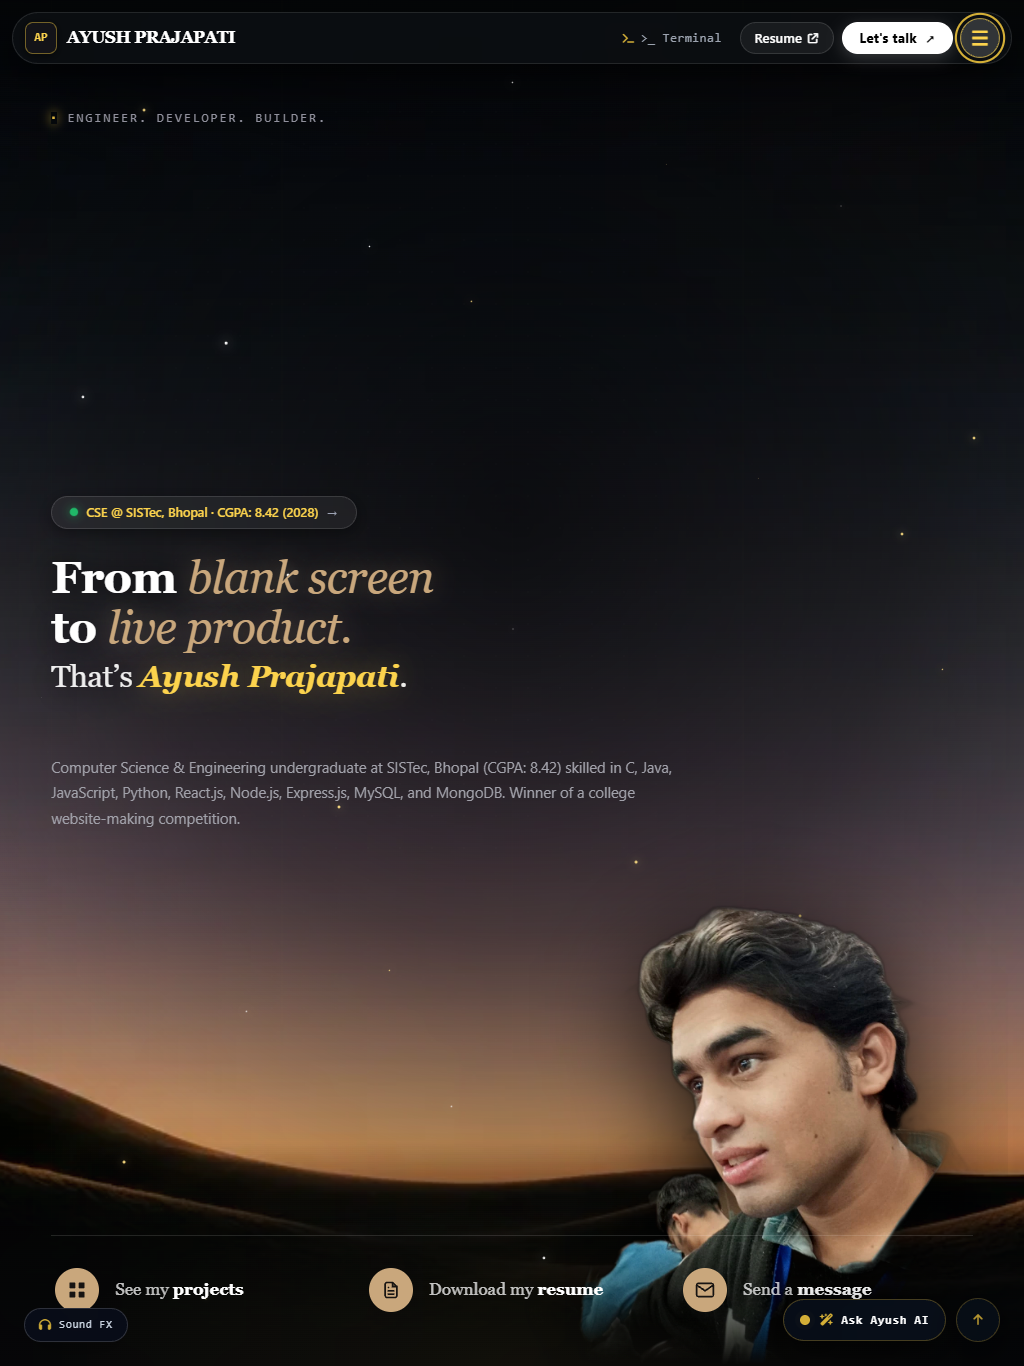 AP AYUSH PRAJAPATI >_ Terminal Resume Let's talk ↗
ENGINEER. DEVELOPER. BUILDER.
CSE @ SISTec, Bhopal · CGPA: 8.42 (2028) →
From blank screen
to live product.
That’s Ayush Prajapati.
Computer Science & Engineering undergraduate at SISTec, Bhopal (CGPA: 8.42) skilled in C, Java,
JavaScript, Python, React.js, Node.js, Express.js, MySQL, and MongoDB. Winner of a college
website-making competition.
See my projects Download my resume Send a message
Sound FX Ask Ayush AI